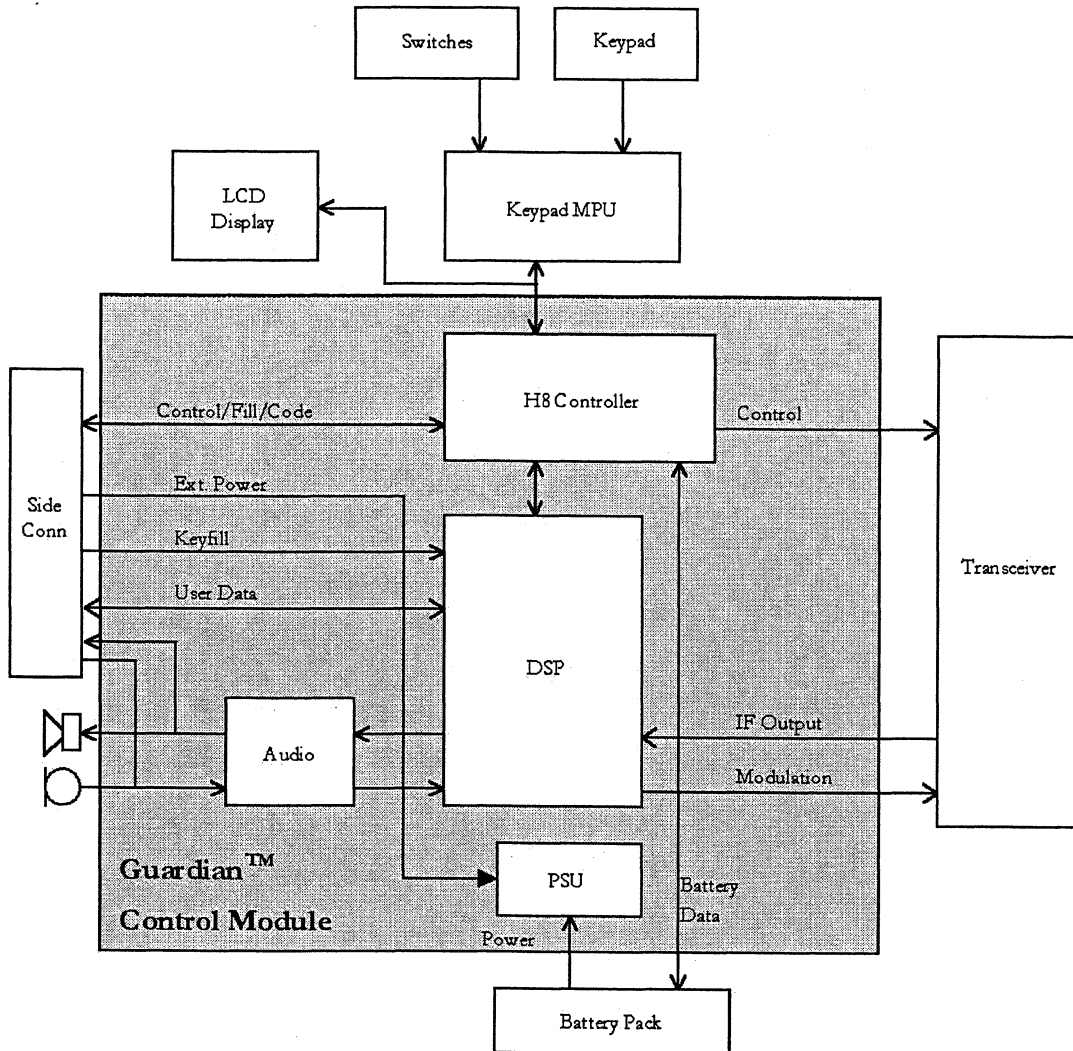 Switches
Keypad
LCD
Display
Keypad MPU
H8 Controller
Control/Fill/Code
Control
Ext. Power
Side
Conn
Keyfill
User Data
Transceiver
DSP
IF Output
Audio
Modulation
Guardian™
Control Module
PSU
Battery
Data
Power
Battery Pack